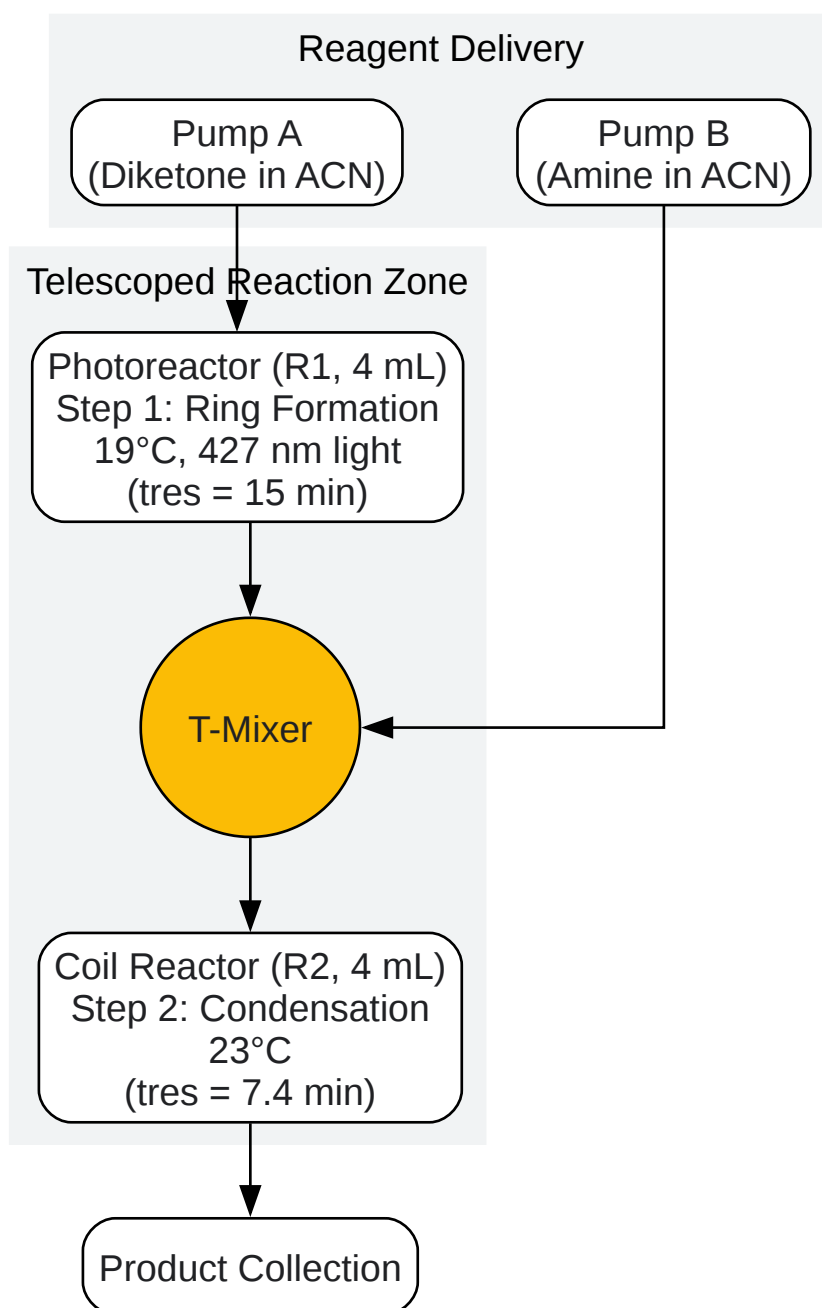 Reagent Delivery
Pump A
(Diketone in ACN)
Pump B
(Amine in ACN)
Telescoped Reaction Zone
Photoreactor (R1, 4 mL)
Step 1: Ring Formation
19°C, 427 nm light
(tres = 15 min)
T-Mixer
Coil Reactor (R2, 4 mL)
Step 2: Condensation
23°C
(tres = 7.4 min)
Product Collection